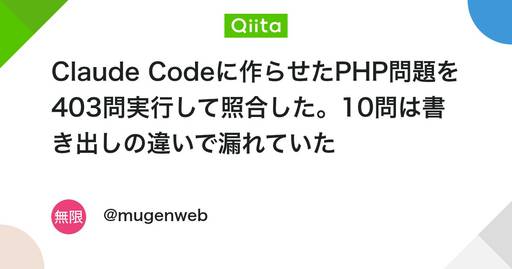 Qiita
Claude Codeに作らせたPHP問題を
403問実行して照合した。10問は書
き出しの違いで漏れていた
無限
@mugenweb